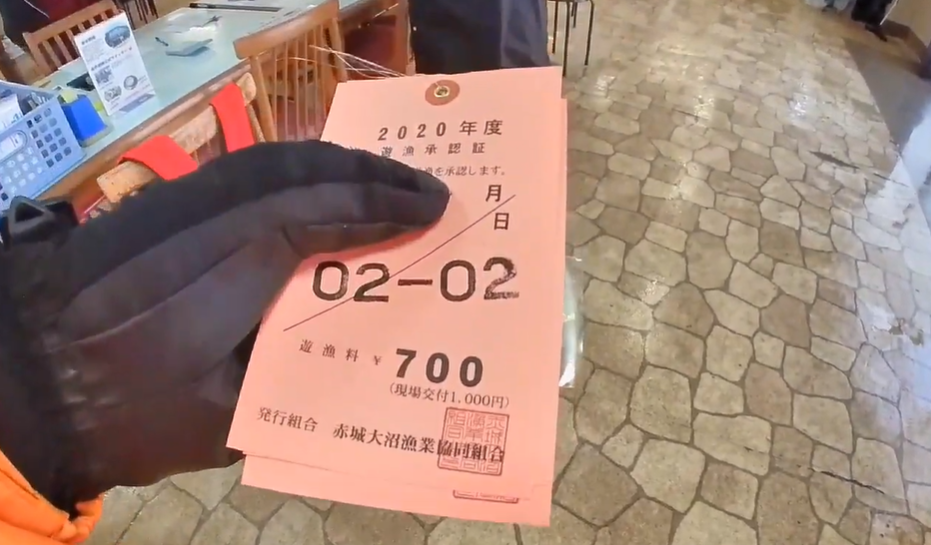 2020年度
遊漁承認証
を承認します。
月
日
02-02
遊漁料 ¥ 700
(現場交付1,000円)
発行組合 赤城大沼漁業協同組合